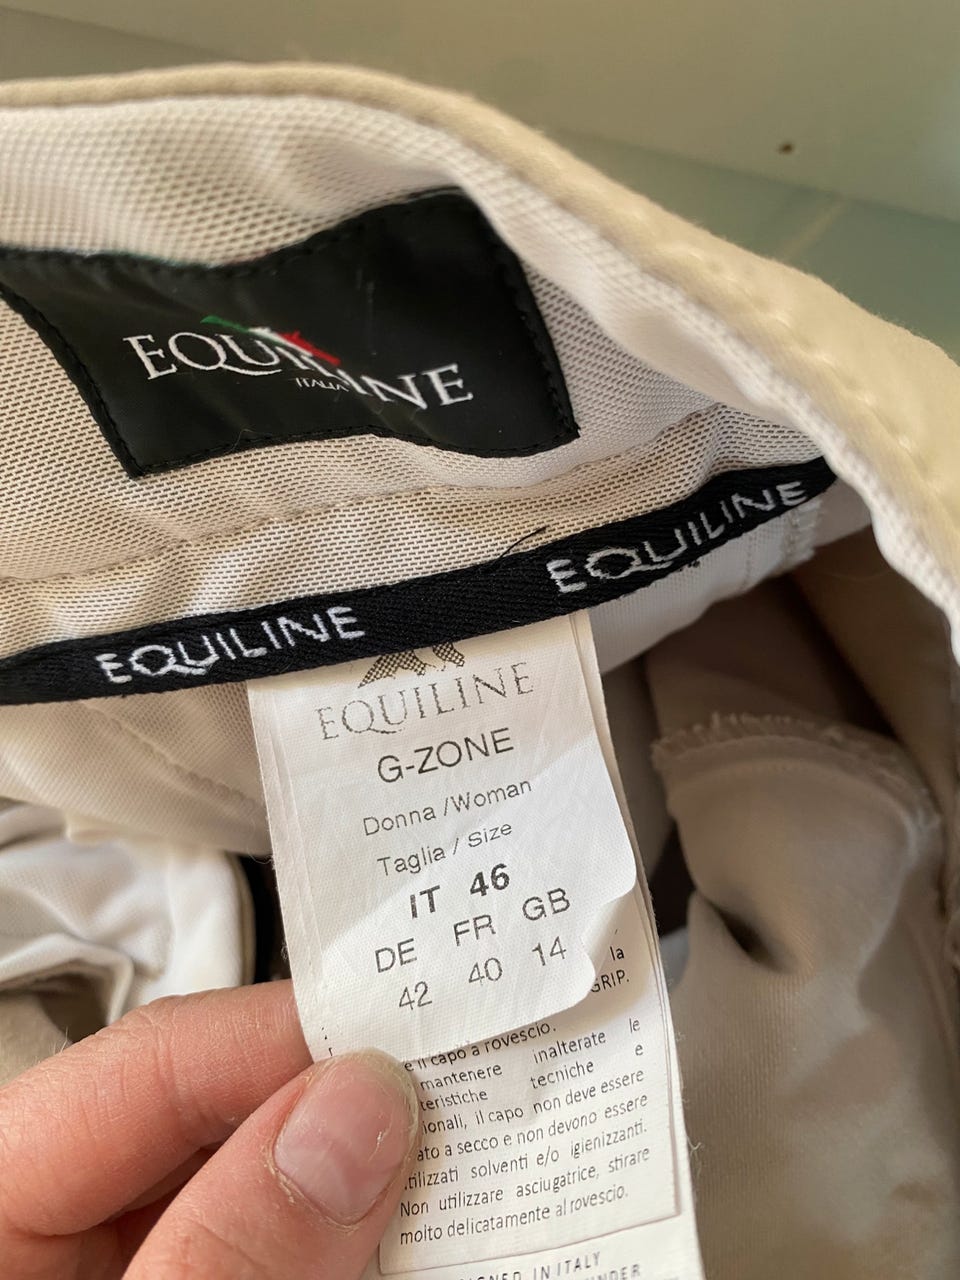 EQUILINE
ITALIA
EQUILINE EQUILINE
EQUILINE
G-ZONE
Donna /Woman
Taglia / Size
IT 46
DE FR GB
42 40 14
la
GRIP.
e il capo a rovescio.
mantenere inalterate le
tecniche e
il capo non deve essere
a secco e non devono essere
solventi e/o igienizzanti.
Non utilizzare asciugatrice, stirare
molto delicatamente al rovescio.
IN ITALY